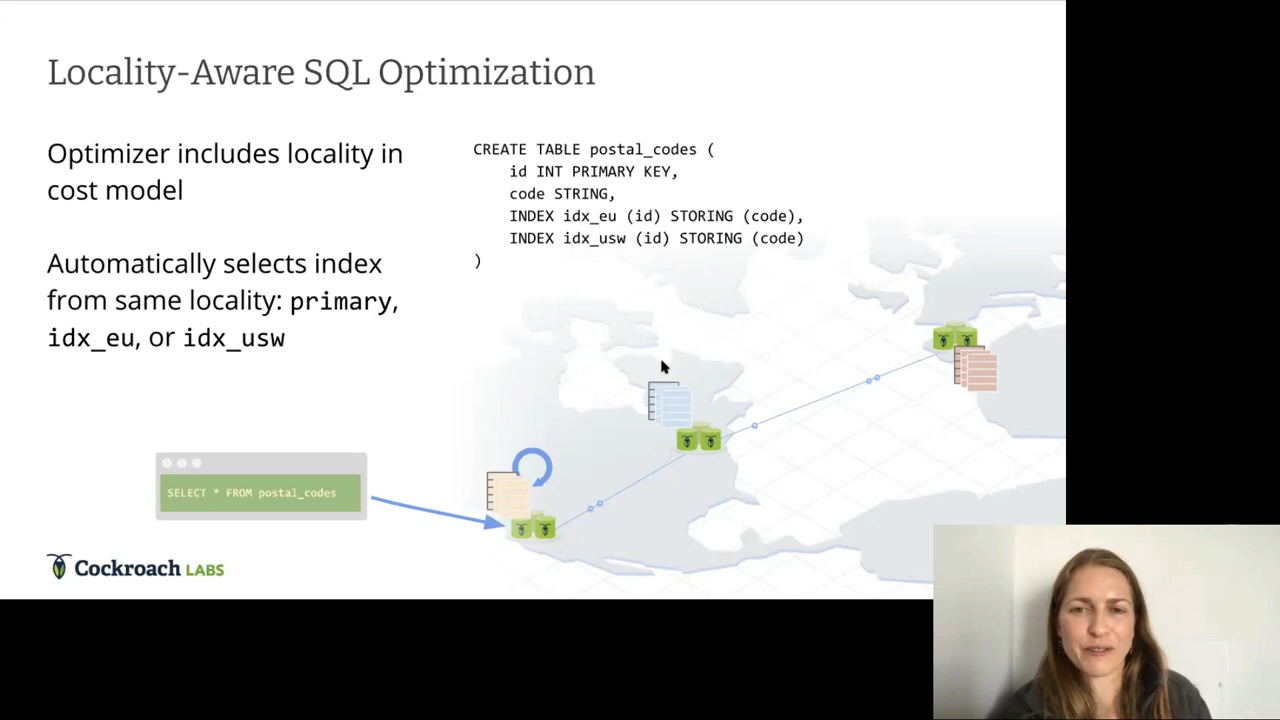 Locality-Aware SQL Optimization
Optimizer includes locality in
cost model
Automatically selects index
from same locality: primary,
idx_eu, or idx_usw
CREATE TABLE postal_codes (
id INT PRIMARY KEY,
code STRING,
INDEX idx_eu (id) STORING (code),
INDEX idx_usw (id) STORING (code)
)
SELECT * FROM postal_codes
Cockroach LABS